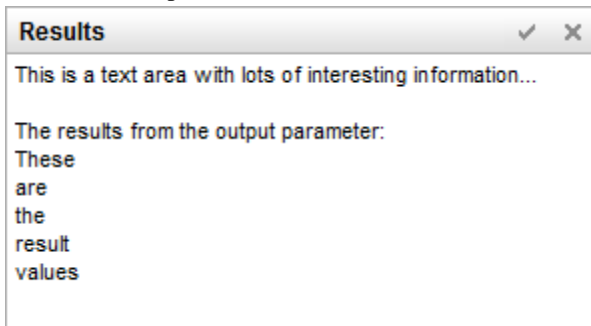 Results
This is a text area with lots of interesting information...
The results from the output parameter:
These
are
the
result
values